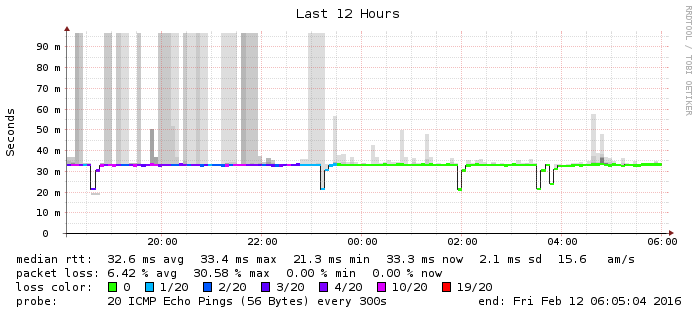 Last 12 Hours
RRDTOOL / TOBI OETIKER
Seconds
90 m
80 m
70 m
60 m
50 m
40 m
30 m
20 m
10 m
0
20:00 22:00 00:00 02:00 04:00 06:00
median rtt: 32.6 ms avg 33.4 ms max 21.3 ms min 33.3 ms now 2.1 ms sd 15.6 am/s
packet loss: 6.42 % avg 30.58 % max 0.00 % min 0.00 % now
loss color: 0 1/20 2/20 3/20 4/20 10/20 19/20
probe: 20 ICMP Echo Pings (56 Bytes) every 300s end: Fri Feb 12 06:05:04 2016